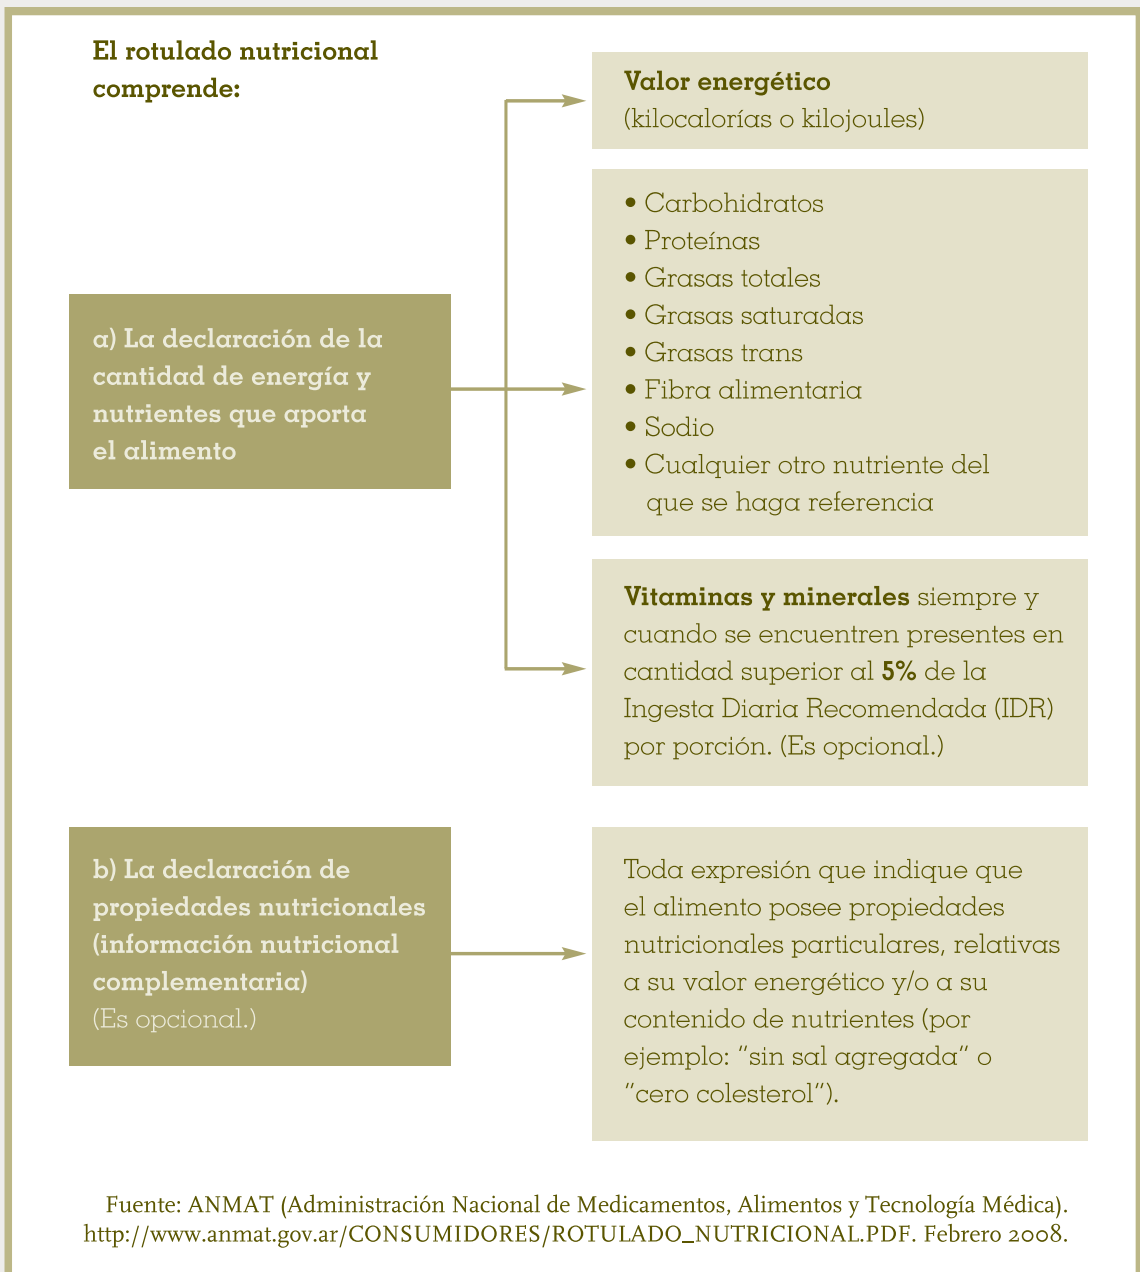 El rotulado nutricional
comprende:
a) La declaración de la
cantidad de energía y
nutrientes que aporta
el alimento
Valor energético
(kilocalorías o kilojoules)
• Carbohidratos
• Proteínas
• Grasas totales
• Grasas saturadas
• Grasas trans
• Fibra alimentaria
• Sodio
• Cualquier otro nutriente del
que se haga referencia
Vitaminas y minerales siempre y
cuando se encuentren presentes en
cantidad superior al 5% de la
Ingesta Diaria Recomendada (IDR)
por porción. (Es opcional.)
b) La declaración de
propiedades nutricionales
(información nutricional
complementaria)
(Es opcional.)
Toda expresión que indique que
el alimento posee propiedades
nutricionales particulares, relativas
a su valor energético y/o a su
contenido de nutrientes (por
ejemplo: “sin sal agregada” o
“cero colesterol”).
Fuente: ANMAT (Administración Nacional de Medicamentos, Alimentos y Tecnología Médica).
http://www.anmat.gov.ar/CONSUMIDORES/ROTULADO_NUTRICIONAL.PDF. Febrero 2008.